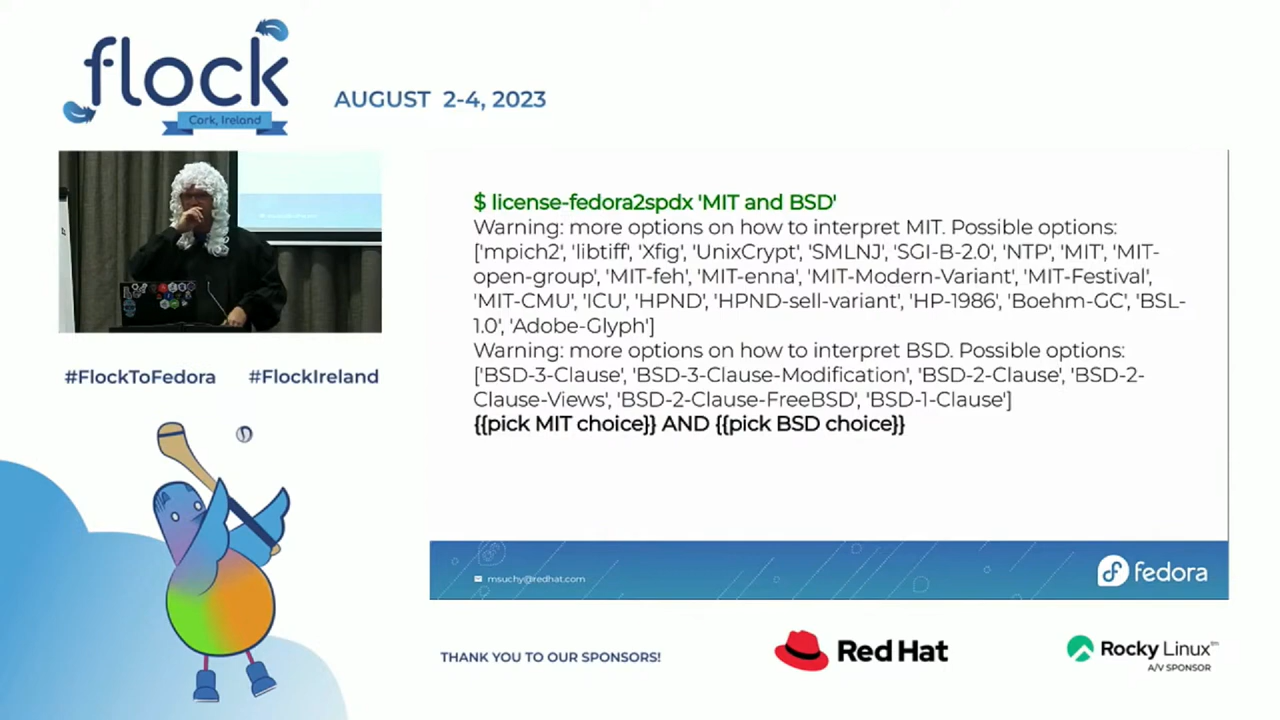 flock
Cork, Ireland
AUGUST 2-4, 2023
#FlockToFedora #FlockIreland
$ license-fedora2spdx 'MIT and BSD'
Warning: more options on how to interpret MIT. Possible options:
['mpich2', 'libtiff', 'Xfig', 'UnixCrypt', 'SMLNJ', 'SGI-B-2.0', 'NTP', 'MIT', 'MIT-
open-group', 'MIT-feh', 'MIT-enna', 'MIT-Modern-Variant', 'MIT-Festival',
'MIT-CMU', 'ICU', 'HPND', 'HPND-sell-variant', 'HP-1986', 'Boehm-GC', 'BSL-
1.0', 'Adobe-Glyph']
Warning: more options on how to interpret BSD. Possible options:
['BSD-3-Clause', 'BSD-3-Clause-Modification', 'BSD-2-Clause', 'BSD-2-
Clause-Views', 'BSD-2-Clause-FreeBSD', 'BSD-1-Clause']
{{pick MIT choice}} AND {{pick BSD choice}}
msuchy@redhat.com
fedora
THANK YOU TO OUR SPONSORS!
Red Hat
Rocky Linux™
A/V SPONSOR